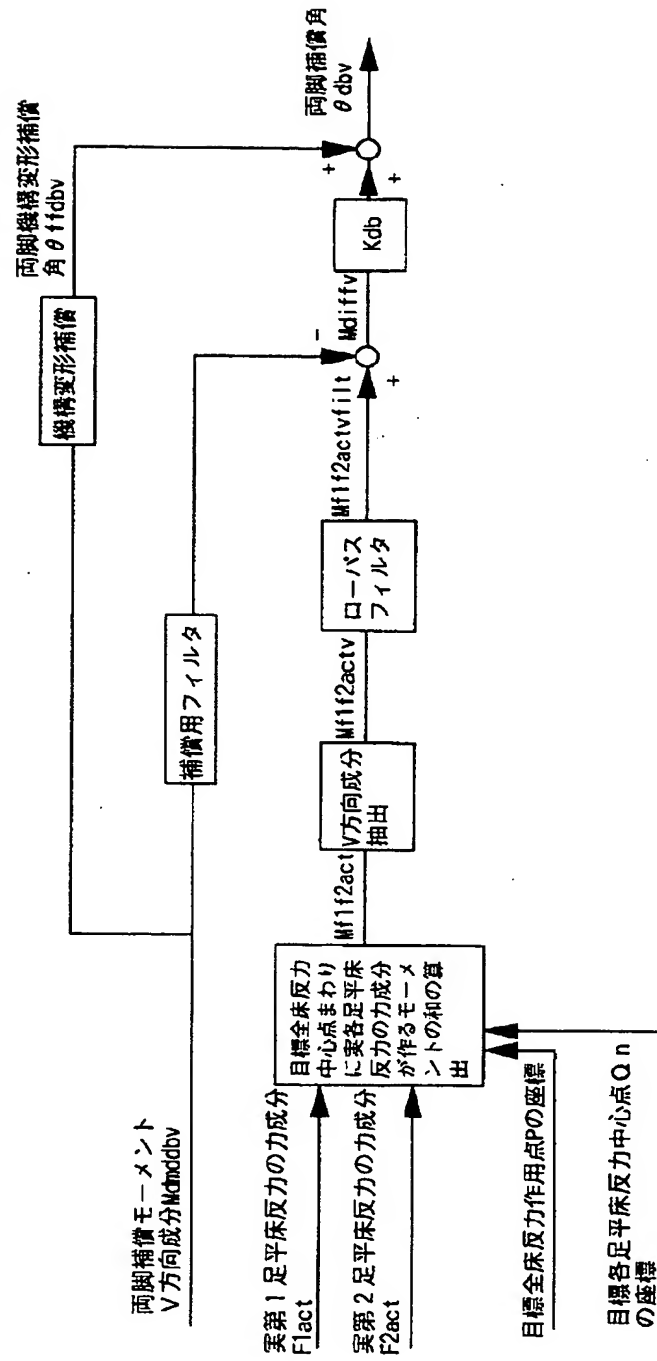 両脚補償モーメント
V方向成分Mdmddbv
補償用フィルタ
機構変形補償
両脚機構変形補償
角θffdbv
両脚補償角
θdbv
実第1足平床反力の力成分
F1act
実第2足平床反力の力成分
F2act
目標全床反力作用点Pの座標
目標各足平床反力中心点Qn
の座標
目標全床反力
中心点まわり
に実各足平床
反力の力成分
が作るモーメ
ントの和の算
出
Mf1f2act
V方向成分
抽出
Mf1f2actv
ローパス
フィルタ
Mf1f2actvfilt
-
+
Mdiffv
Kdb
+
+